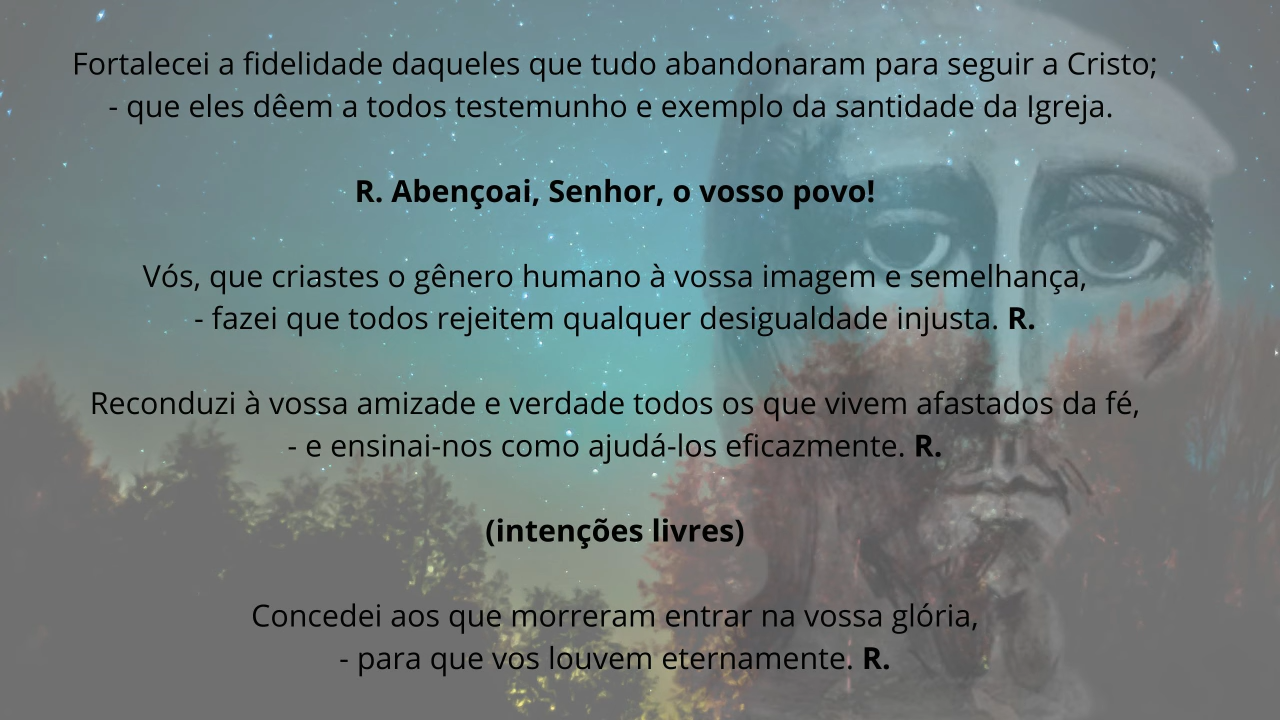 Fortalecei a fidelidade daqueles que tudo abandonaram para seguir a Cristo;
- que eles dêem a todos testemunho e exemplo da santidade da Igreja.
R. Abençoai, Senhor, o vosso povo!
Vós, que criastes o gênero humano à vossa imagem e semelhança,
- fazei que todos rejeitem qualquer desigualdade injusta. R.
Reconduzi à vossa amizade e verdade todos os que vivem afastados da fé,
- e ensinai-nos como ajudá-los eficazmente. R.
(intenções livres)
Concedei aos que morreram entrar na vossa glória,
- para que vos louvem eternamente. R.